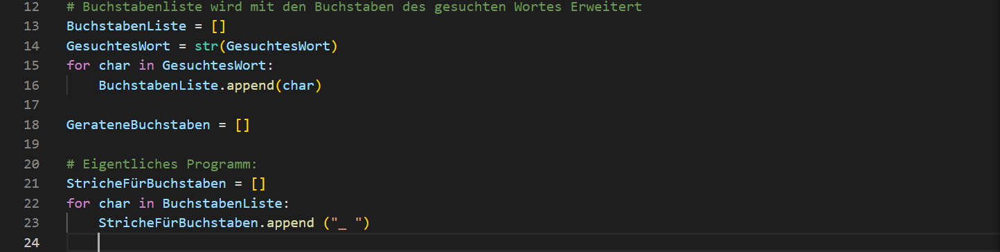 12 # Buchstabenliste wird mit den Buchstaben des gesuchten Wortes Erweitert
13 BuchstabenListe = []
14 GesuchtesWort = str(GesuchtesWort)
15 for char in GesuchtesWort:
16     BuchstabenListe.append(char)
17
18 GerateneBuchstaben = []
19
20 # Eigentliches Programm:
21 StricheFürBuchstaben = []
22 for char in BuchstabenListe:
23     StricheFürBuchstaben.append ("_ ")
24